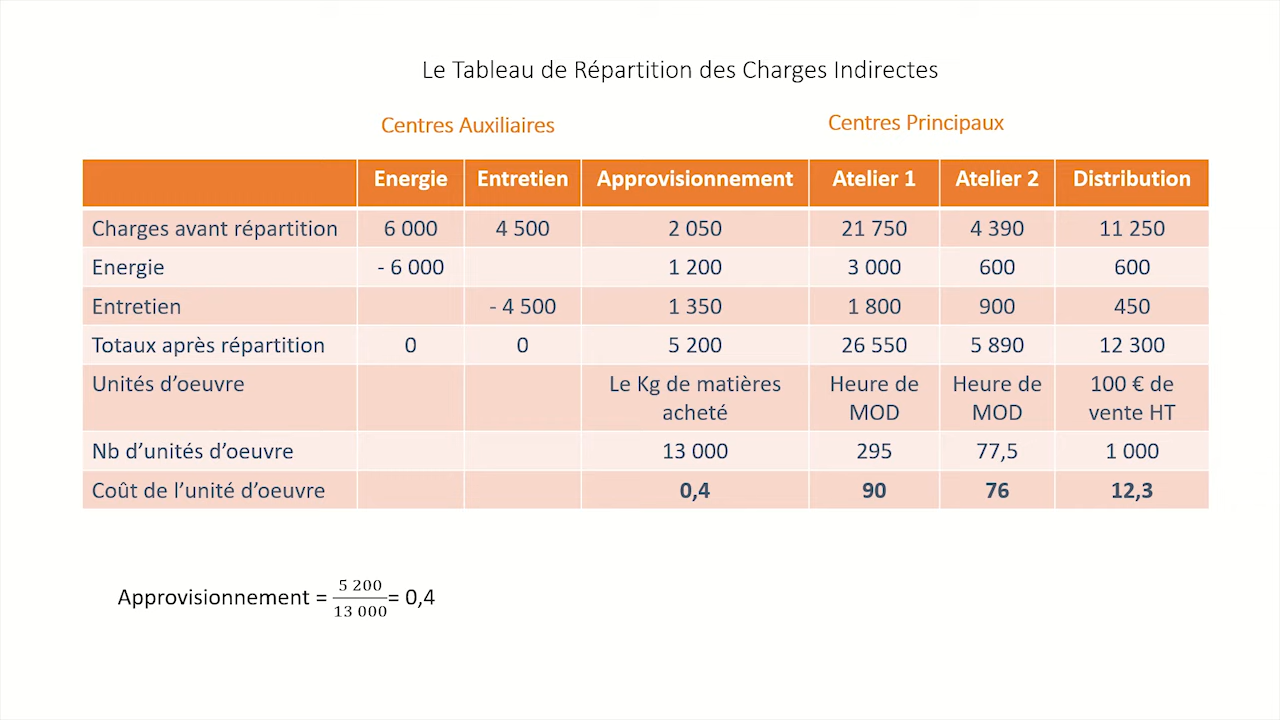 Le Tableau de Répartition des Charges Indirectes
Centres Auxiliaires Centres Principaux
Energie Entretien Approvisionnement Atelier 1 Atelier 2 Distribution
Charges avant répartition 6 000 4 500 2 050 21 750 4 390 11 250
Energie - 6 000 1 200 3 000 600 600
Entretien - 4 500 1 350 1 800 900 450
Totaux après répartition 0 0 5 200 26 550 5 890 12 300
Unités d’oeuvre Le Kg de matières Heure de Heure de 100 € de
acheté MOD MOD vente HT
Nb d’unités d’oeuvre 13 000 295 77,5 1 000
Coût de l’unité d’oeuvre 0,4 90 76 12,3
Approvisionnement = 5 200 / 13 000 = 0,4